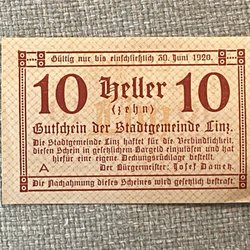 Gültig nur bis einschließlich 30. Juni 1920.
10 Heller 10
(zehn)
Gutschein der Stadtgemeinde Linz.
Die Stadtgemeinde Linz haftet für die Verbindlichkeit,
diesen Schein in gesetzlichen Bargeld einzulösen und hat
hiefür eine eigene Deckungsrücklage bestellt.
A Der Bürgermeister: Josef Dametz.
Die Nachahmung dieses Scheines wird gesetzlich bestraft.